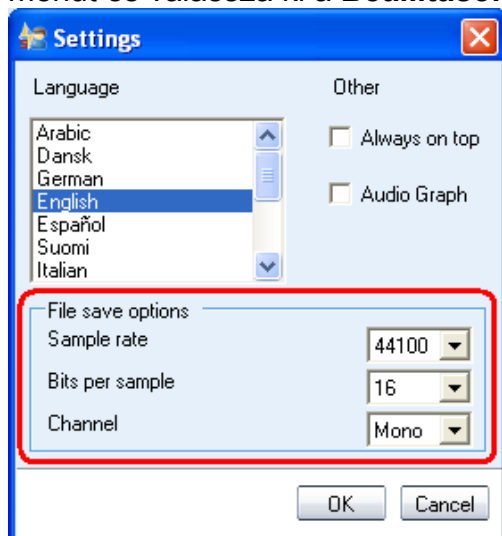 Settings
Language
Other
Arabic
Dansk
German
English
Español
Suomi
Italian
Always on top
Audio Graph
File save options
Sample rate
44100
Bits per sample
16
Channel
Mono
OK
Cancel